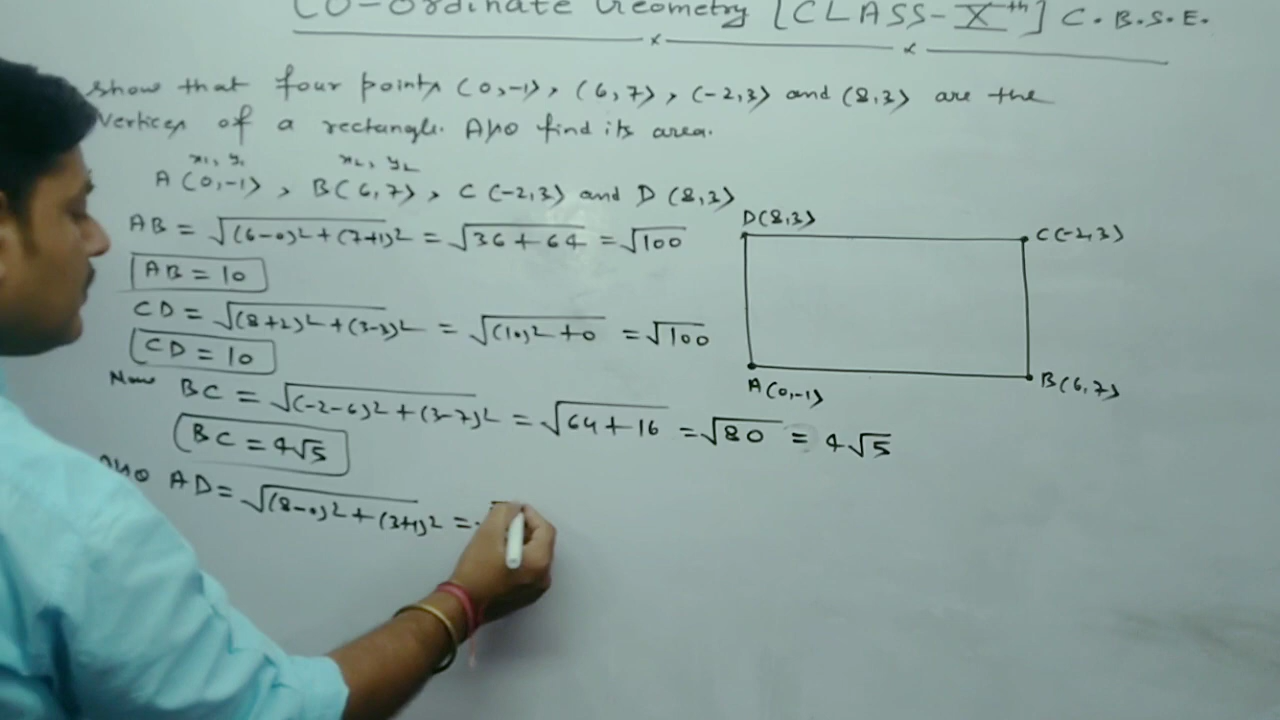 CO-Ordinate Geometry [CLASS-Xth] C.B.S.E.
show that four points (0,-1), (6,7), (-2,3) and (8,3) are the
vertices of a rectangle. Also find its area.
x₁, y₁ x₂, y₂
A (0,-1), B(6,7), C (-2,3) and D (8,3)
AB = √(6-0)² + (7+1)² = √36 + 64 = √100
AB = 10
CD = √(8+2)² + (3-3)² = √(10)² + 0 = √100
CD = 10
Now BC = √(-2-6)² + (3-7)² = √64 + 16 = √80 = 4√5
BC = 4√5
Also AD = √(8-0)² + (3+1)² =
D(8,3)
C(-2,3)
A(0,-1)
B(6,7)